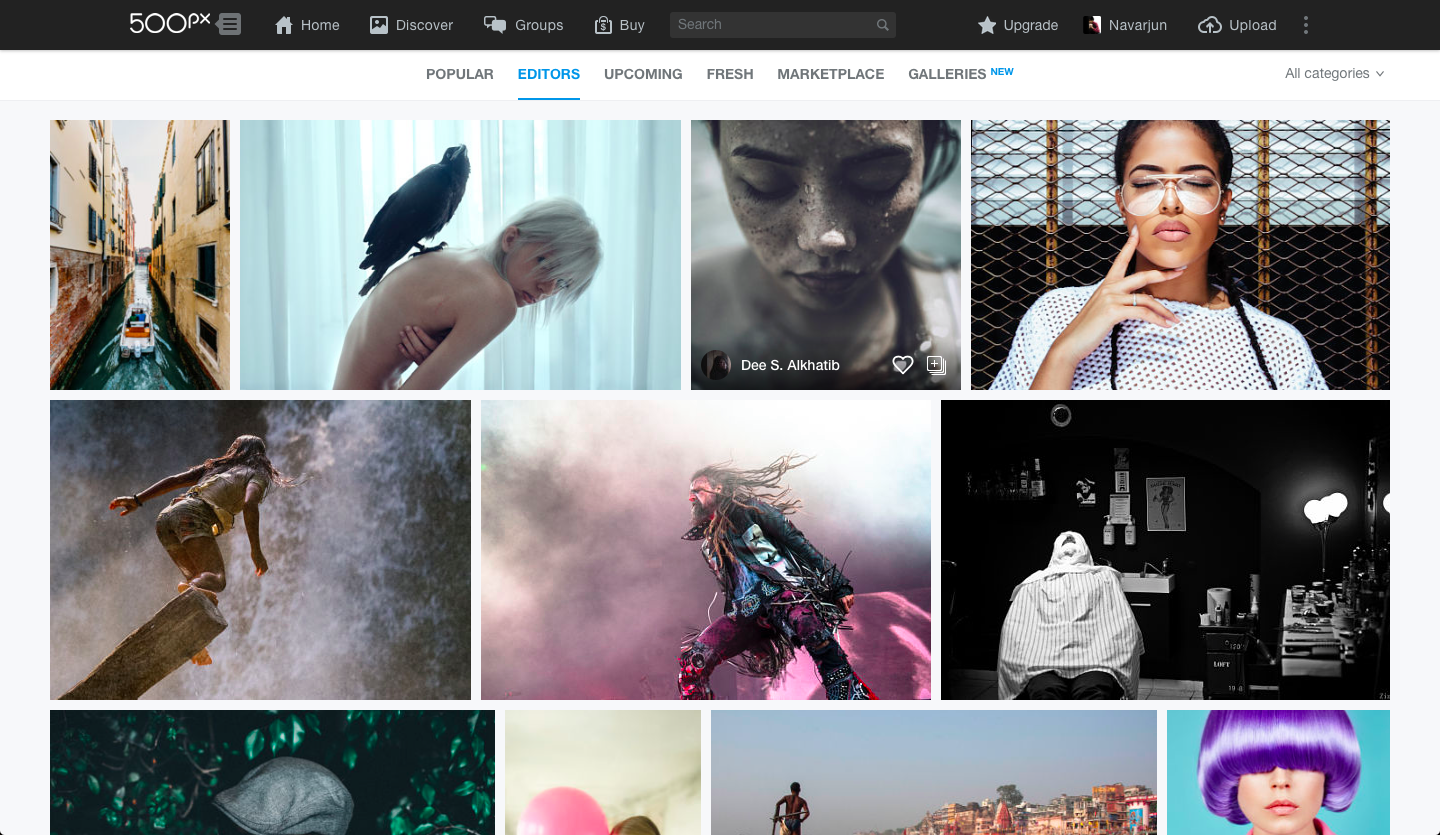 500px
Home
Discover
Groups
Buy
Search
Upgrade
Navarjun
Upload
POPULAR
EDITORS
UPCOMING
FRESH
MARKETPLACE
GALLERIES NEW
All categories
Dee S. Alkhatib
LOFT